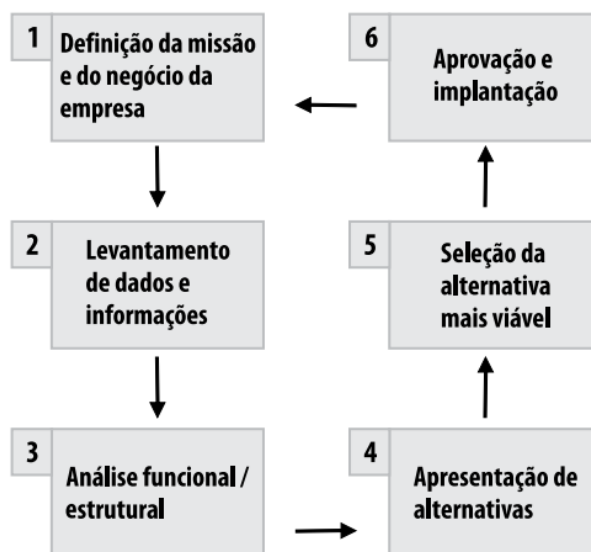 1
Definição da missão
e do negócio da
empresa
2
Levantamento
de dados e
informações
3
Análise funcional /
estrutural
4
Apresentação de
alternativas
5
Seleção da
alternativa
mais viável
6
Aprovação e
implantação